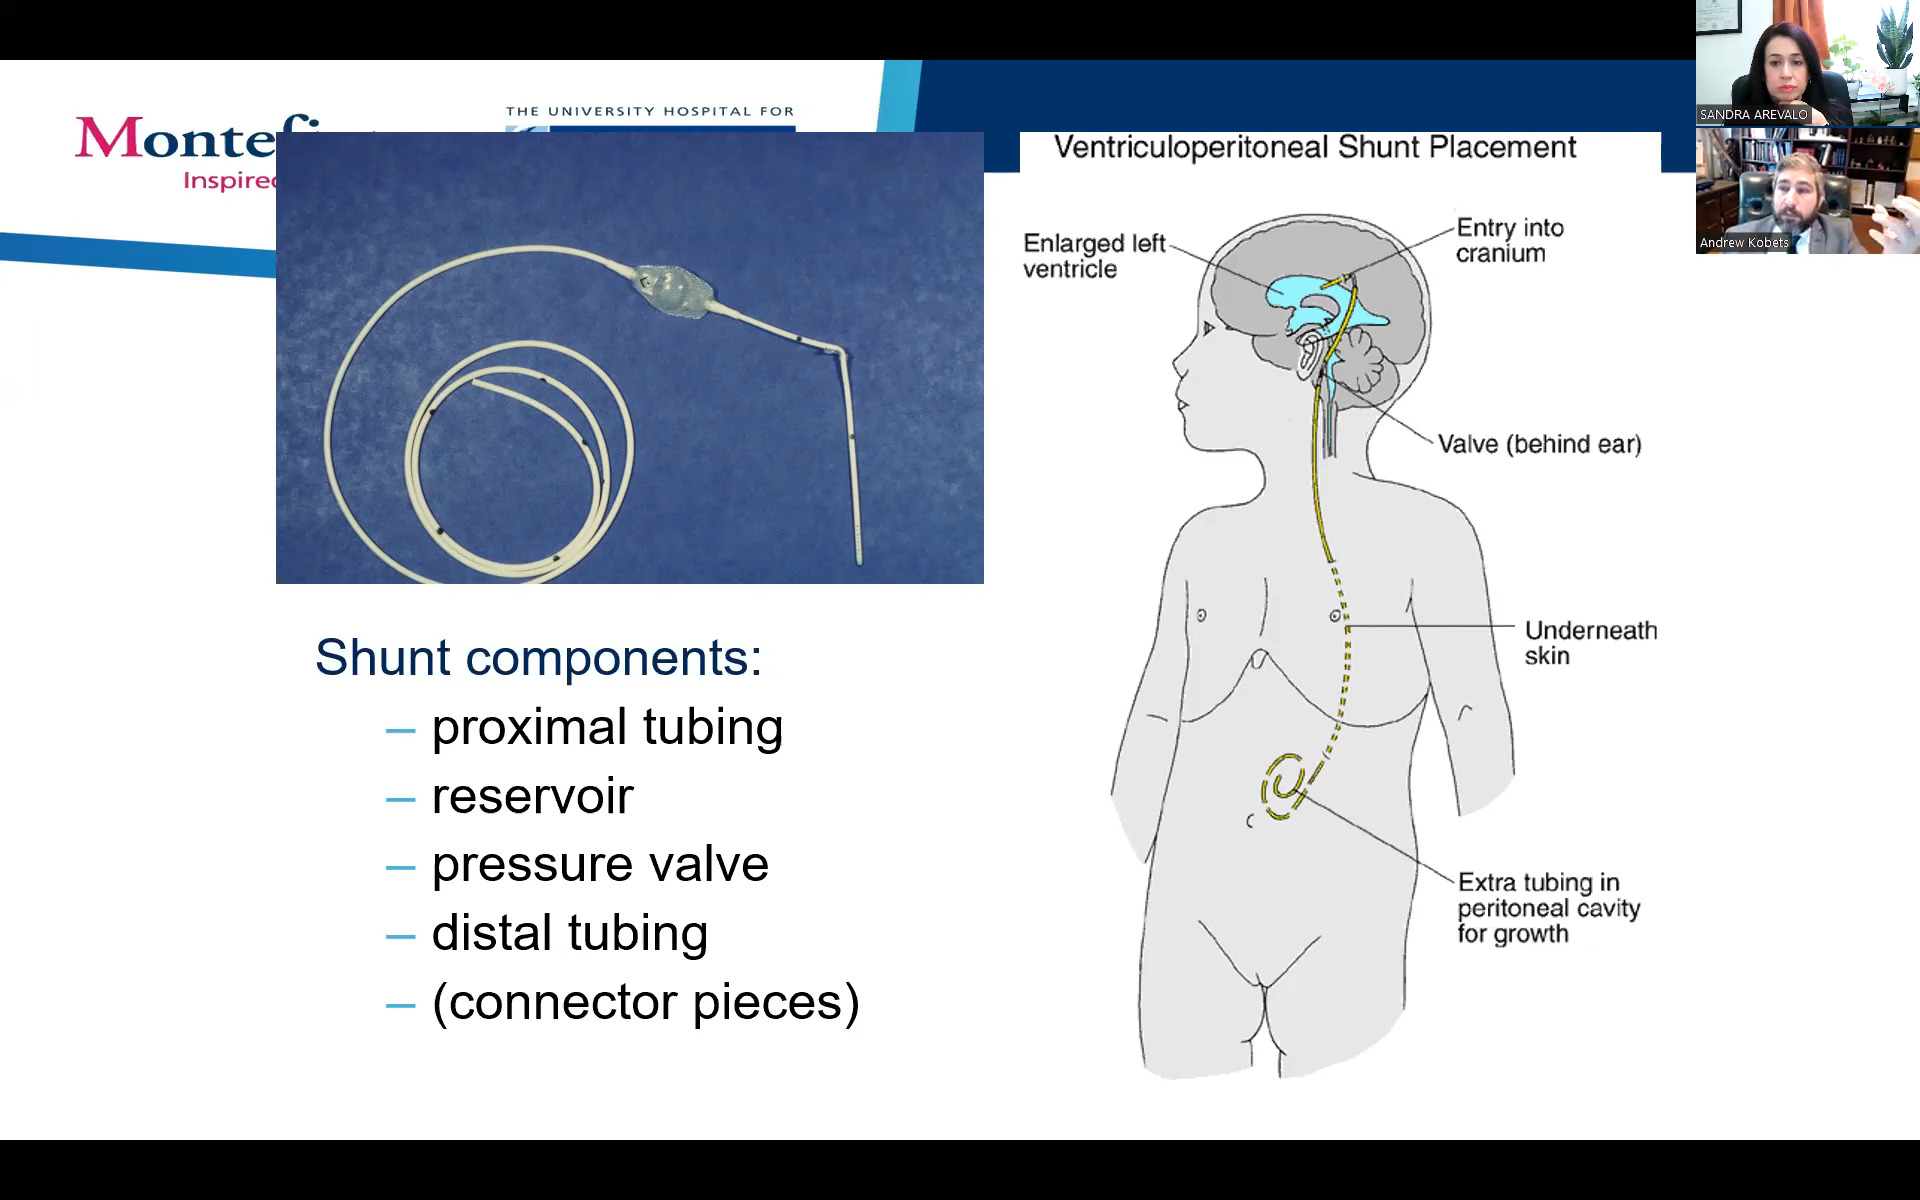 THE UNIVERSITY HOSPITAL FOR
Inspired
Ventriculoperitoneal Shunt Placement
Enlarged left
ventricle
Entry into
cranium
Valve (behind ear)
Underneath
skin
Extra tubing in
peritoneal cavity
for growth
Shunt components:
– proximal tubing
– reservoir
– pressure valve
– distal tubing
– (connector pieces)
SANDRA AREVALO
Andrew Kobets